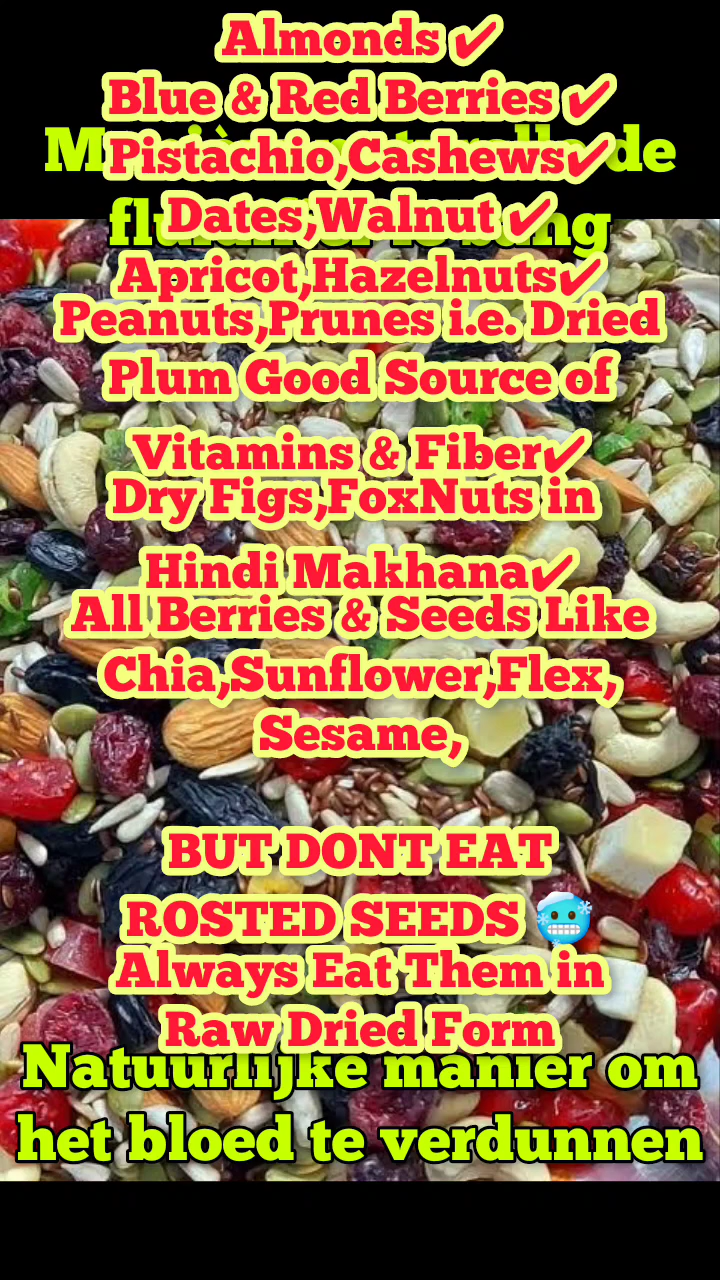 Almonds ✔
Blue & Red Berries ✔
Pistachio,Cashews✔
de
Dates,Walnut ✔
Apricot,Hazelnuts✔
Peanuts,Prunes i.e. Dried
Plum Good Source of
Vitamins & Fiber✔
Dry Figs,FoxNuts in
Hindi Makhana✔
All Berries & Seeds Like
Chia,Sunflower,Flex,
Sesame,
BUT DONT EAT
ROSTED SEEDS 🥶
Always Eat Them in
Raw Dried Form
Natuurlijke manier om
het bloed te verdunnen